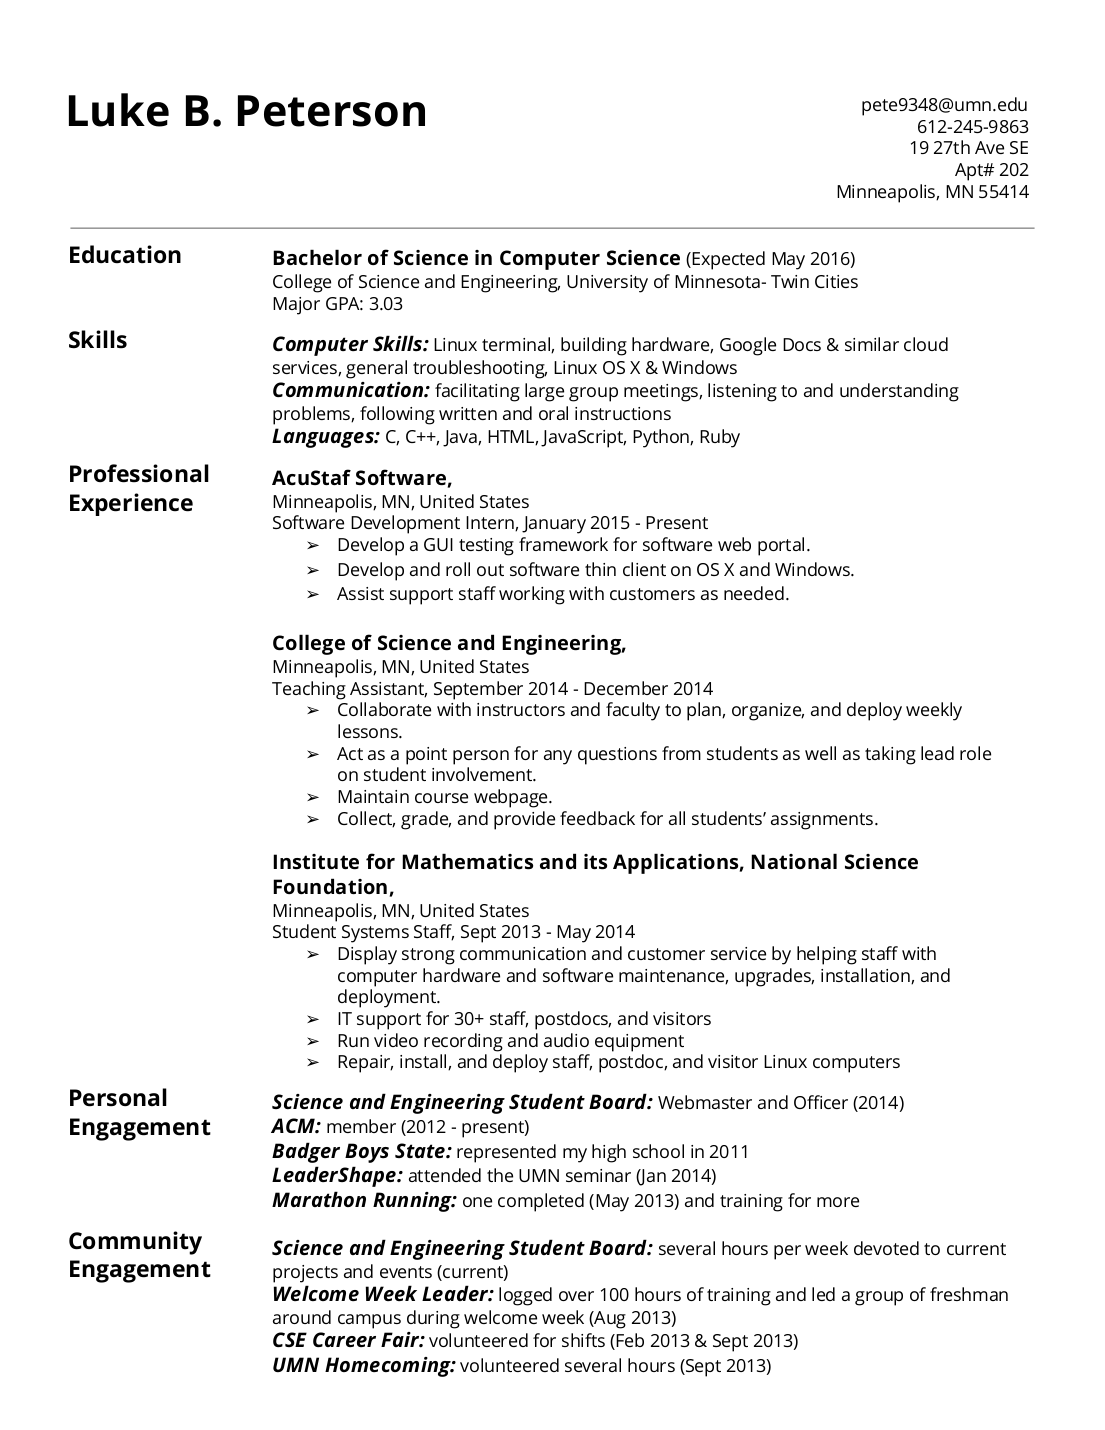 Luke B. Peterson
pete9348@umn.edu
612-245-9863
19 27th Ave SE
Apt# 202
Minneapolis, MN 55414
Education
Bachelor of Science in Computer Science (Expected May 2016)
College of Science and Engineering, University of Minnesota- Twin Cities
Major GPA: 3.03
Skills
Computer Skills: Linux terminal, building hardware, Google Docs & similar cloud
services, general troubleshooting, Linux OS X & Windows
Communication: facilitating large group meetings, listening to and understanding
problems, following written and oral instructions
Languages: C, C++, Java, HTML, JavaScript, Python, Ruby
Professional
Experience
AcuStaf Software,
Minneapolis, MN, United States
Software Development Intern, January 2015 - Present
➢ Develop a GUI testing framework for software web portal.
➢ Develop and roll out software thin client on OS X and Windows.
➢ Assist support staff working with customers as needed.
College of Science and Engineering,
Minneapolis, MN, United States
Teaching Assistant, September 2014 - December 2014
➢ Collaborate with instructors and faculty to plan, organize, and deploy weekly
lessons.
➢ Act as a point person for any questions from students as well as taking lead role
on student involvement.
➢ Maintain course webpage.
➢ Collect, grade, and provide feedback for all students’ assignments.
Institute for Mathematics and its Applications, National Science
Foundation,
Minneapolis, MN, United States
Student Systems Staff, Sept 2013 - May 2014
➢ Display strong communication and customer service by helping staff with
computer hardware and software maintenance, upgrades, installation, and
deployment.
➢ IT support for 30+ staff, postdocs, and visitors
➢ Run video recording and audio equipment
➢ Repair, install, and deploy staff, postdoc, and visitor Linux computers
Personal
Engagement
Science and Engineering Student Board: Webmaster and Officer (2014)
ACM: member (2012 - present)
Badger Boys State: represented my high school in 2011
LeaderShape: attended the UMN seminar (Jan 2014)
Marathon Running: one completed (May 2013) and training for more
Community
Engagement
Science and Engineering Student Board: several hours per week devoted to current
projects and events (current)
Welcome Week Leader: logged over 100 hours of training and led a group of freshman
around campus during welcome week (Aug 2013)
CSE Career Fair: volunteered for shifts (Feb 2013 & Sept 2013)
UMN Homecoming: volunteered several hours (Sept 2013)